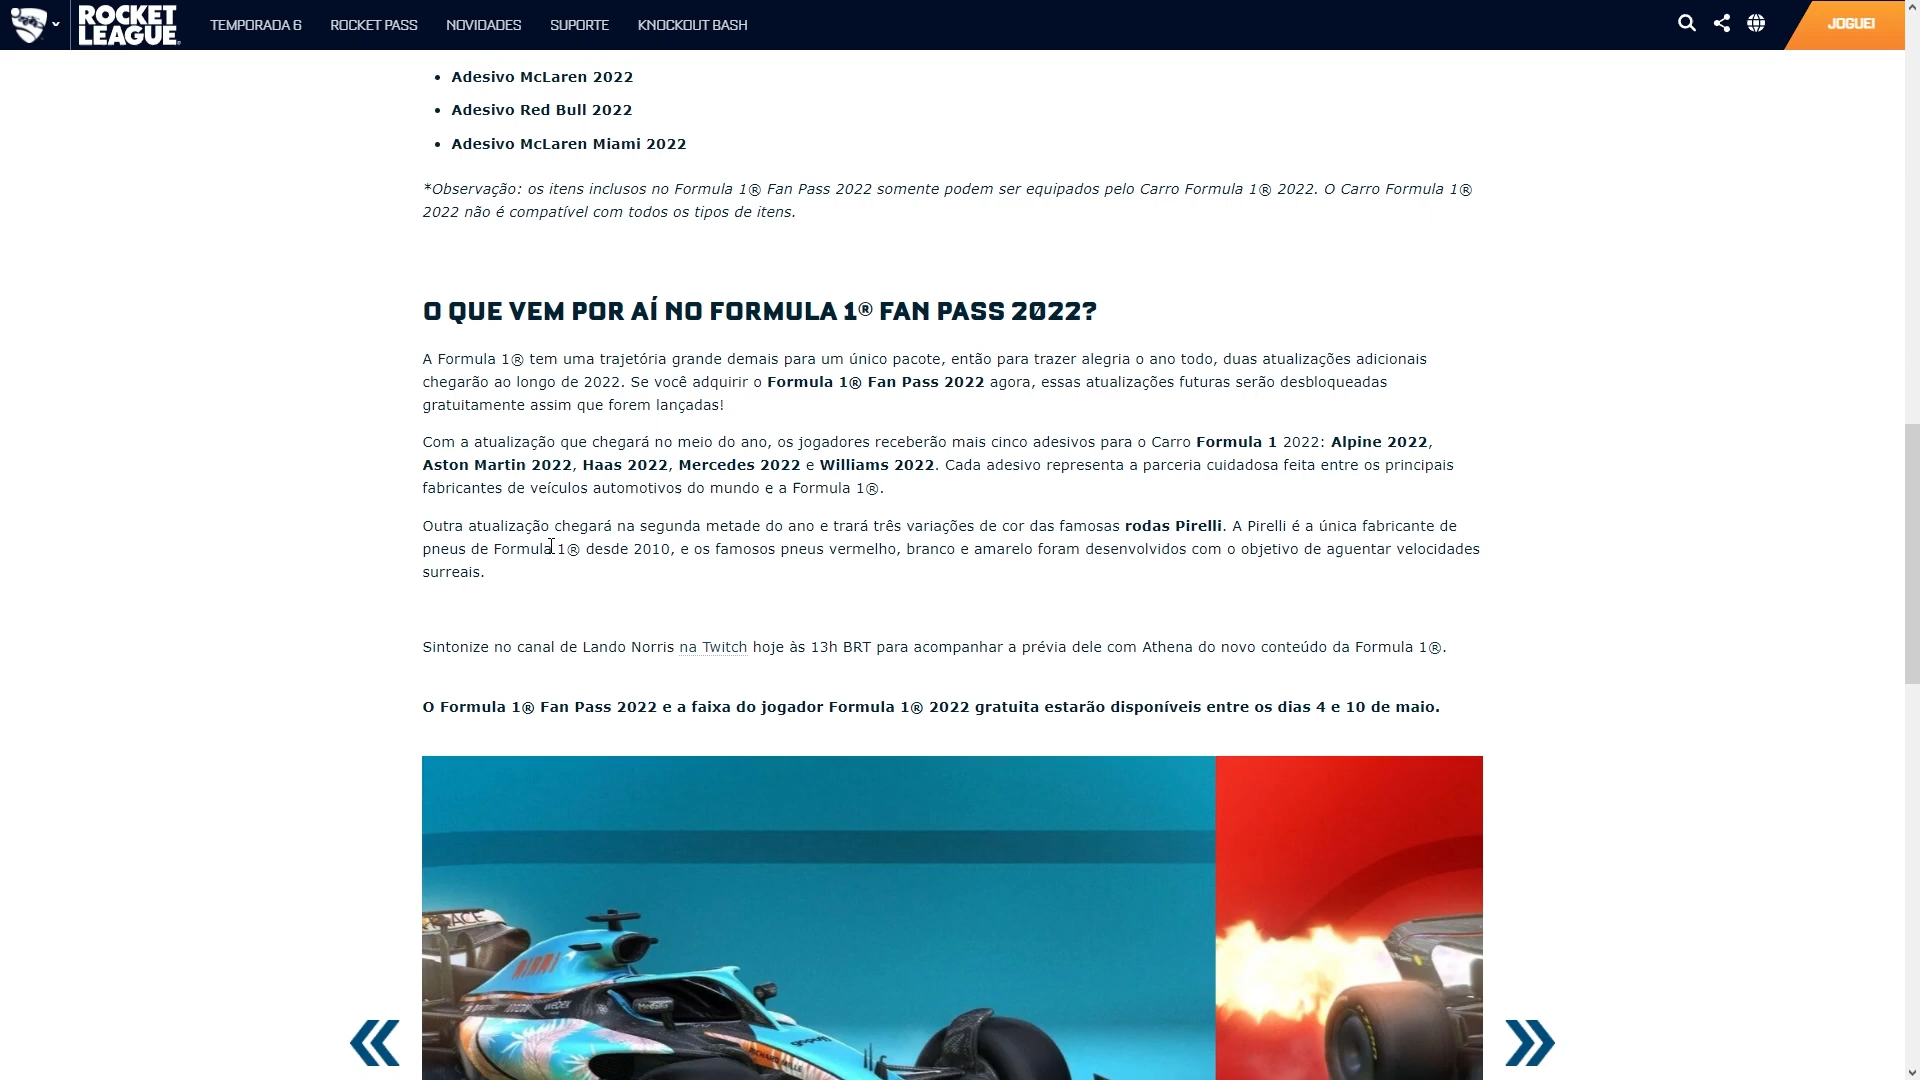 ROCKET LEAGUE
TEMPORADA 6
ROCKET PASS
NOVIDADES
SUPORTE
KNOCKOUT BASH
JOGUE!
• Adesivo McLaren 2022
• Adesivo Red Bull 2022
• Adesivo McLaren Miami 2022
*Observação: os itens inclusos no Formula 1® Fan Pass 2022 somente podem ser equipados pelo Carro Formula 1® 2022. O Carro Formula 1®
2022 não é compatível com todos os tipos de itens.
O QUE VEM POR AÍ NO FORMULA 1® FAN PASS 2022?
A Formula 1® tem uma trajetória grande demais para um único pacote, então para trazer alegria o ano todo, duas atualizações adicionais
chegarão ao longo de 2022. Se você adquirir o Formula 1® Fan Pass 2022 agora, essas atualizações futuras serão desbloqueadas
gratuitamente assim que forem lançadas!
Com a atualização que chegará no meio do ano, os jogadores receberão mais cinco adesivos para o Carro Formula 1 2022: Alpine 2022,
Aston Martin 2022, Haas 2022, Mercedes 2022 e Williams 2022. Cada adesivo representa a parceria cuidadosa feita entre os principais
fabricantes de veículos automotivos do mundo e a Formula 1®.
Outra atualização chegará na segunda metade do ano e trará três variações de cor das famosas rodas Pirelli. A Pirelli é a única fabricante de
pneus de Formula 1® desde 2010, e os famosos pneus vermelho, branco e amarelo foram desenvolvidos com o objetivo de aguentar velocidades
surreais.
Sintonize no canal de Lando Norris na Twitch hoje às 13h BRT para acompanhar a prévia dele com Athena do novo conteúdo da Formula 1®.
O Formula 1® Fan Pass 2022 e a faixa do jogador Formula 1® 2022 gratuita estarão disponíveis entre os dias 4 e 10 de maio.
MIAMI
webex
RICHARD MILLE
gopuff